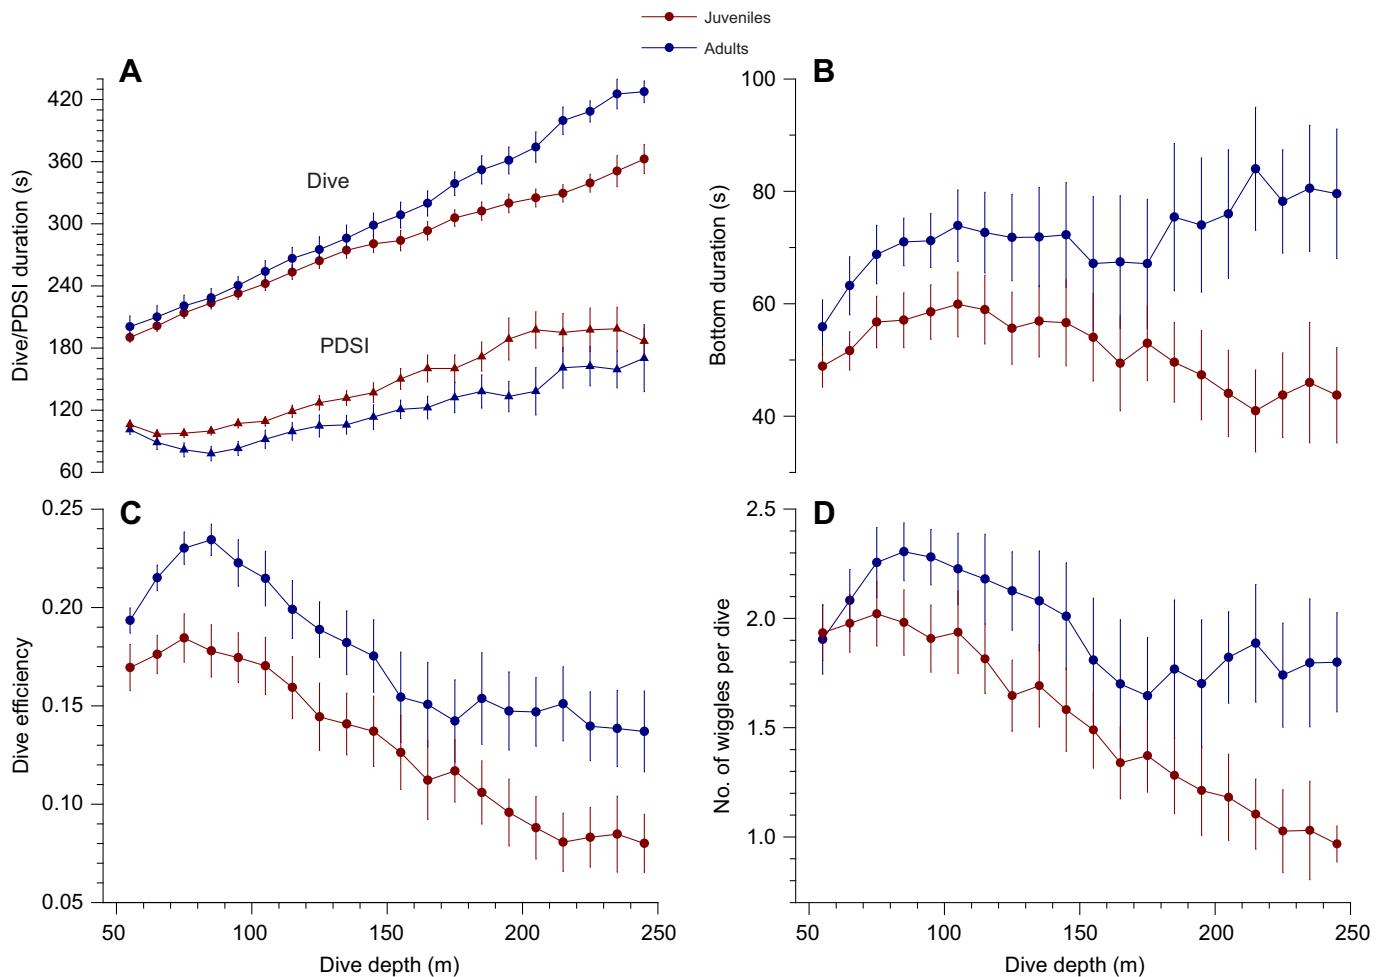 Juveniles
Adults
A
Dive/PDSI duration (s)
420
360
300
240
180
120
60
Dive
PDSI
B
Bottom duration (s)
100
80
60
40
C
Dive efficiency
0.25
0.20
0.15
0.10
0.05
50
100
150
200
250
Dive depth (m)
D
No. of wiggles per dive
2.5
2.0
1.5
1.0
50
100
150
200
250
Dive depth (m)